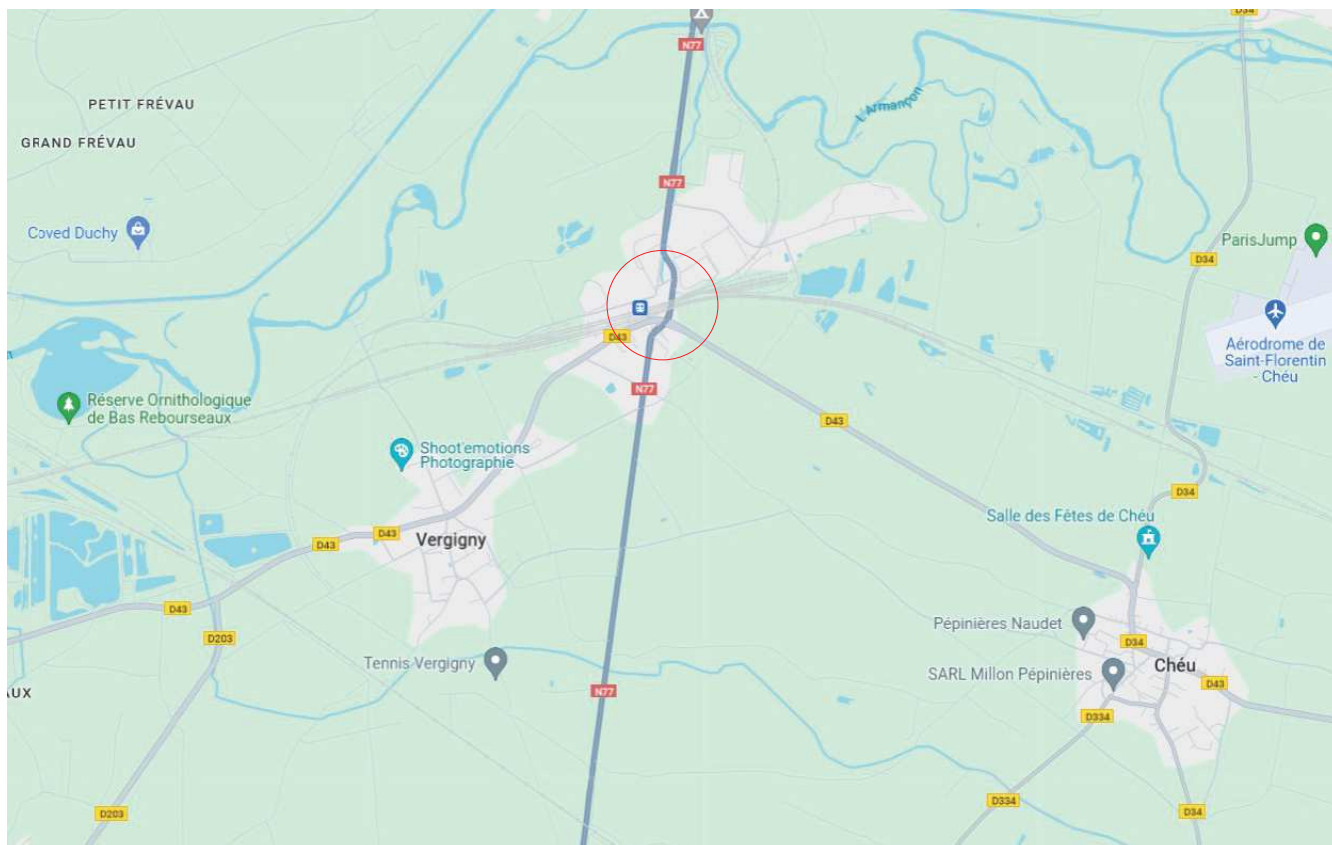 D34
N77
PETIT FRÉVAU
GRAND FRÉVAU
L'Armançon
N77
Coved Duchy
ParisJump
D34
Aérodrome de
Saint-Florentin
- Chéu
D43
N77
Réserve Ornithologique
de Bas Rebourseaux
D43
Shoot'emotions
Photographie
D34
Salle des Fêtes de Chéu
D43
D43
Vergigny
D43
Pépinières Naudet
D203
D34
Tennis Vergigny
Chéu
SARL Millon Pépinières
D43
N77
AUX
D334
D334
D203
D34